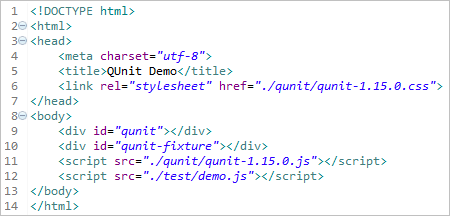 1 <!DOCTYPE html>
2 <html>
3 <head>
4     <meta charset="utf-8">
5     <title>QUnit Demo</title>
6     <link rel="stylesheet" href="./qunit/qunit-1.15.0.css">
7 </head>
8 <body>
9     <div id="qunit"></div>
10     <div id="qunit-fixture"></div>
11     <script src="./qunit/qunit-1.15.0.js"></script>
12     <script src="./test/demo.js"></script>
13 </body>
14 </html>